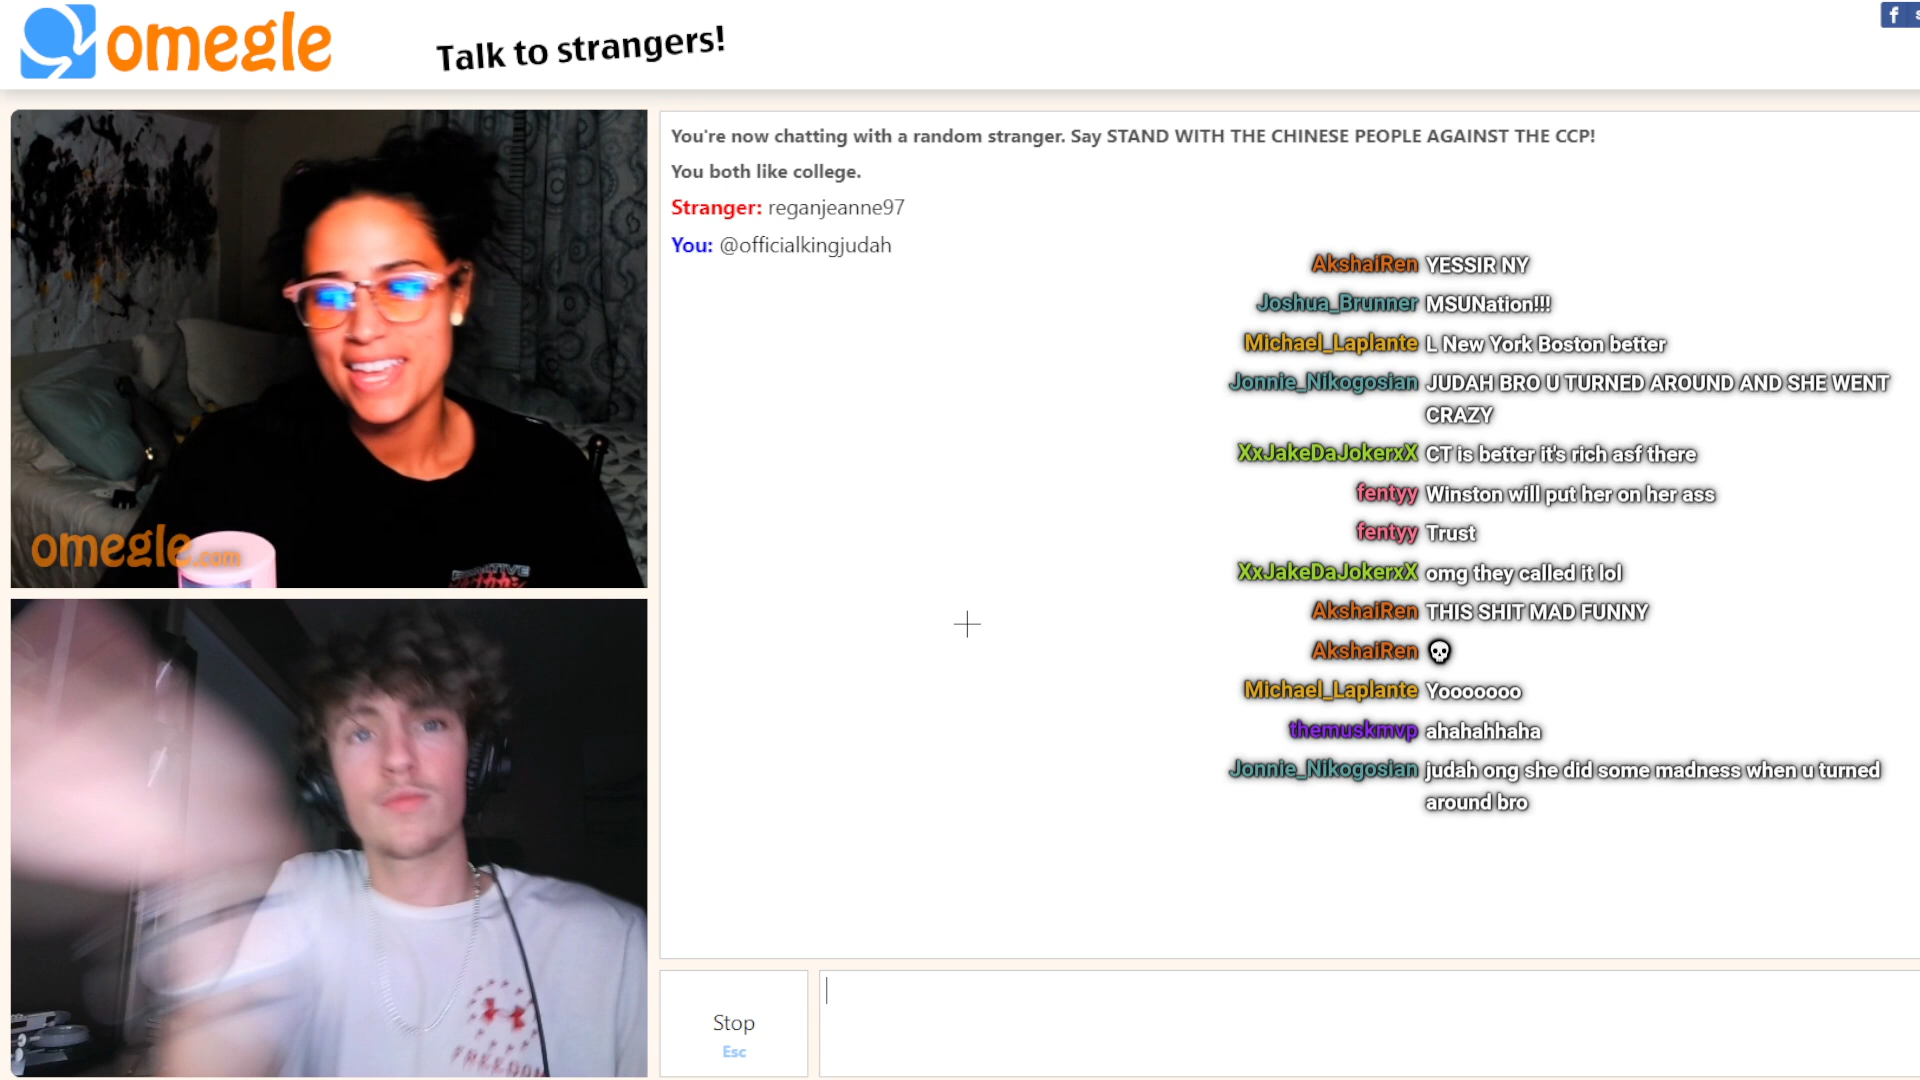 omegle
Talk to strangers!
f
You're now chatting with a random stranger. Say STAND WITH THE CHINESE PEOPLE AGAINST THE CCP!
You both like college.
Stranger: reganjeanne97
You: @officialkingjudah
AkshaiRen YESSIR NY
Joshua_Brunner MSUNation!!!
Michael_Laplante L New York Boston better
Jonnie_Nikogosian JUDAH BRO U TURNED AROUND AND SHE WENT
CRAZY
XxJakeDaJokerxX CT is better it's rich asf there
fentyy Winston will put her on her ass
fentyy Trust
XxJakeDaJokerxX omg they called it lol
AkshaiRen THIS SHIT MAD FUNNY
AkshaiRen 💀
Michael_Laplante Yooooooo
themuskmvp ahahahhaha
Jonnie_Nikogosian judah ong she did some madness when u turned
around bro
omegle.com
FREEDOM
Stop
Esc